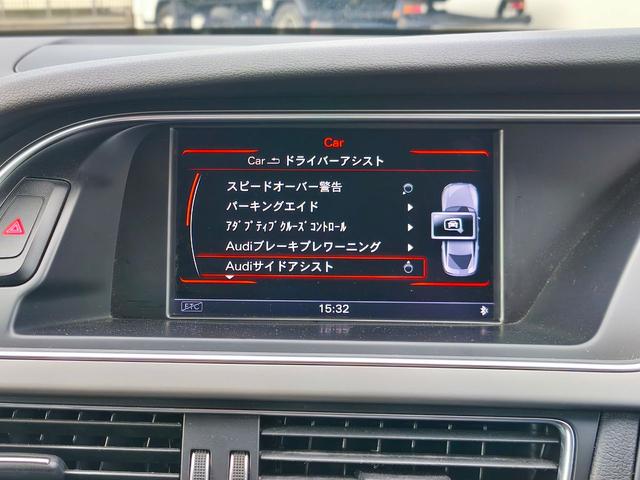 Car
Car ドライバーアシスト
スピードオーバー警告
パーキングエイド
ｱﾀﾞﾌﾟﾃｨﾌﾞ ｸﾙｰｽﾞｺﾝﾄﾛｰﾙ
Audiブレーキプレワーニング
Audiサイドアシスト
ETC 15:32